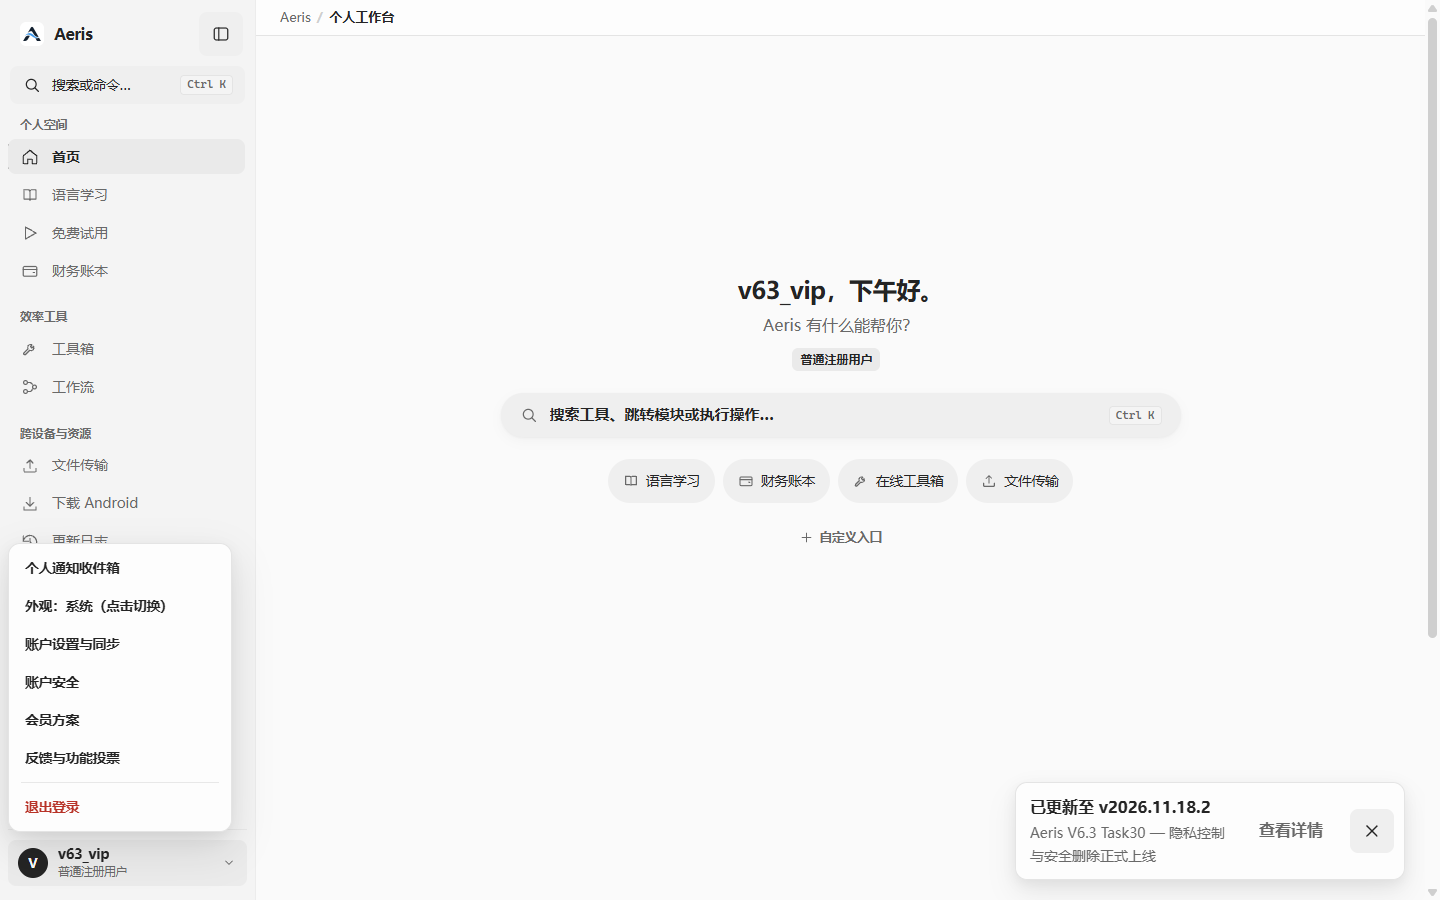 Aeris
搜索或命令... Ctrl K
个人空间
首页
语言学习
免费试用
财务账本
效率工具
工具箱
工作流
跨设备与资源
文件传输
下载 Android
更新日志
个人通知收件箱
外观：系统（点击切换）
账户设置与同步
账户安全
会员方案
反馈与功能投票
退出登录
V
v63_vip
普通注册用户
Aeris / 个人工作台
v63_vip，下午好。
Aeris 有什么能帮你？
普通注册用户
搜索工具、跳转模块或执行操作... Ctrl K
语言学习 财务账本 在线工具箱 文件传输
自定义入口
已更新至 v2026.11.18.2
Aeris V6.3 Task30 — 隐私控制
与安全删除正式上线
查看详情